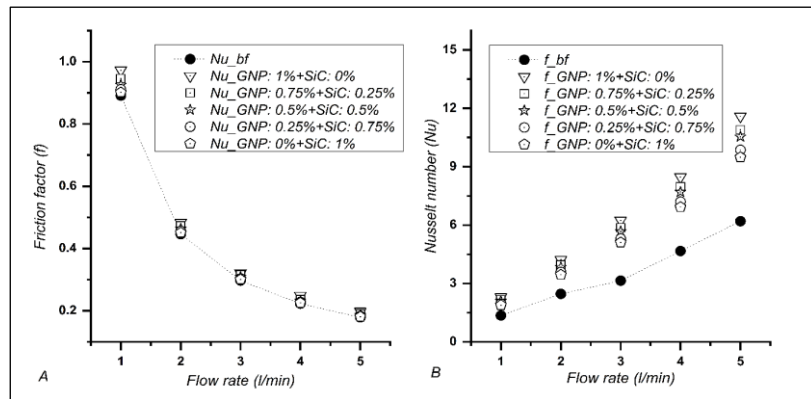 1.0
0.8
0.6
0.4
0.2
Friction factor (f)
Nu_bf
Nu_GNP: 1%+SiC: 0%
Nu_GNP: 0.75%+SiC: 0.25%
Nu_GNP: 0.5%+SiC: 0.5%
Nu_GNP: 0.25%+SiC: 0.75%
Nu_GNP: 0%+SiC: 1%
1 2 3 4 5
A
Flow rate (l/min)
15
12
9
6
3
0
Nusselt number (Nu)
f_bf
f_GNP: 1%+SiC: 0%
f_GNP: 0.75%+SiC: 0.25%
f_GNP: 0.5%+SiC: 0.5%
f_GNP: 0.25%+SiC: 0.75%
f_GNP: 0%+SiC: 1%
1 2 3 4 5
B
Flow rate (l/min)